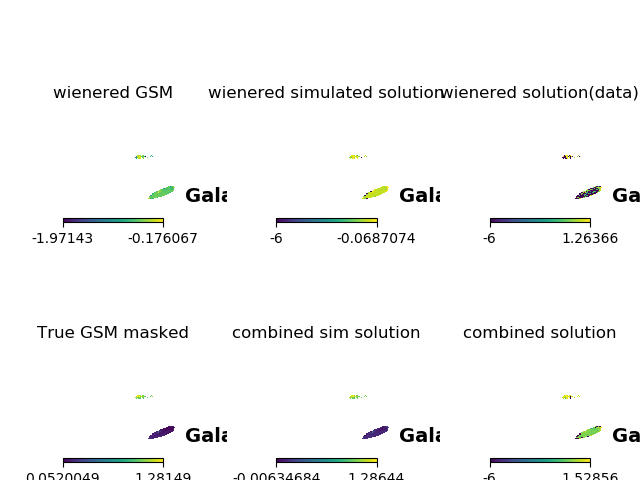 wienered GSM wienered simulated solution wienered solution(data)
Gala Gala Ga
-1.97143 -0.176067 -6 -0.0687074 -6 1.26366
True GSM masked combined sim solution combined solution
Gala Gala Ga
0.0520049 1.28149 -0.00634684 1.28644 -6 1.52856